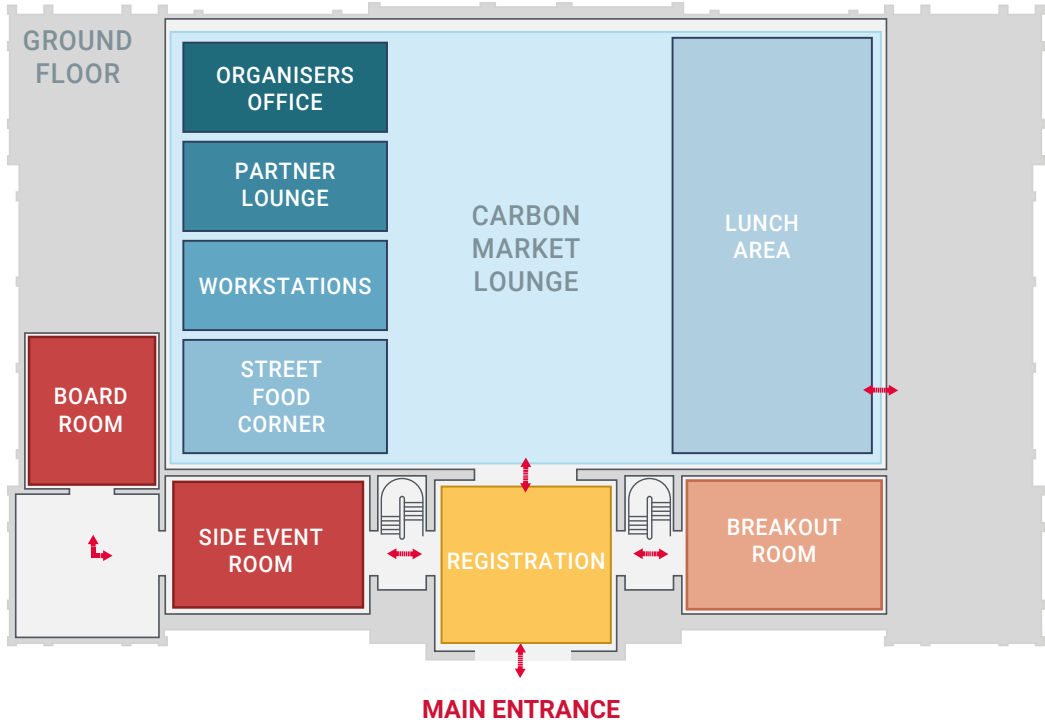 GROUND
FLOOR
ORGANISERS
OFFICE
PARTNER
LOUNGE
WORKSTATIONS
STREET
FOOD
CORNER
CARBON
MARKET
LOUNGE
LUNCH
AREA
BOARD
ROOM
SIDE EVENT
ROOM
REGISTRATION
BREAKOUT
ROOM
MAIN ENTRANCE